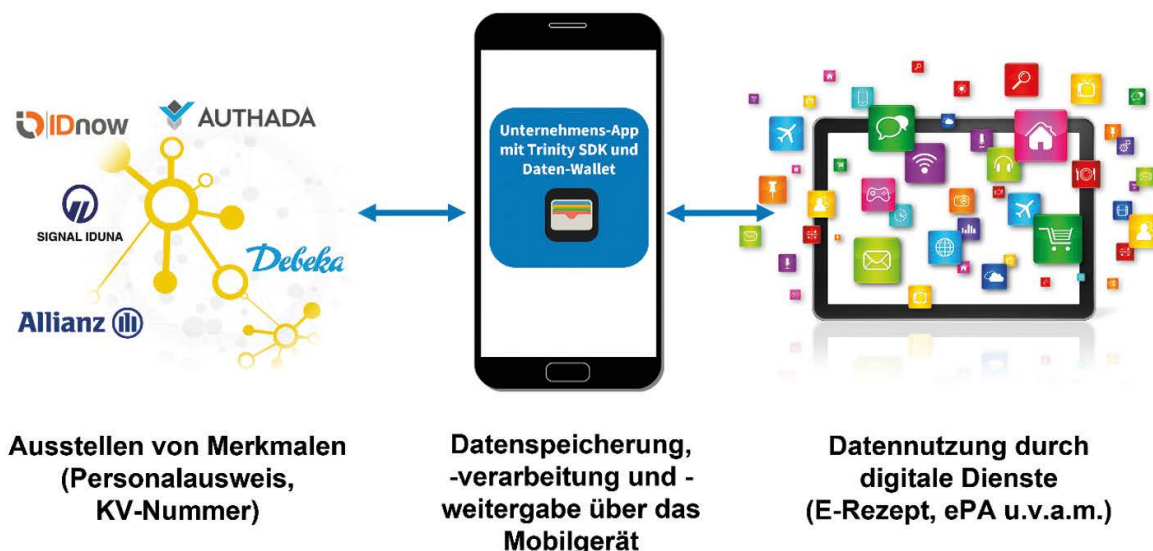 IDnow
AUTHADA
SIGNAL IDUNA
Debeka
Allianz
Unternehmens-App
mit Trinity SDK und
Daten-Wallet
Ausstellen von Merkmalen
(Personalausweis,
KV-Nummer)
Datenspeicherung,
-verarbeitung und -
weitergabe über das
Mobilgerät
Datennutzung durch
digitale Dienste
(E-Rezept, ePA u.v.a.m.)